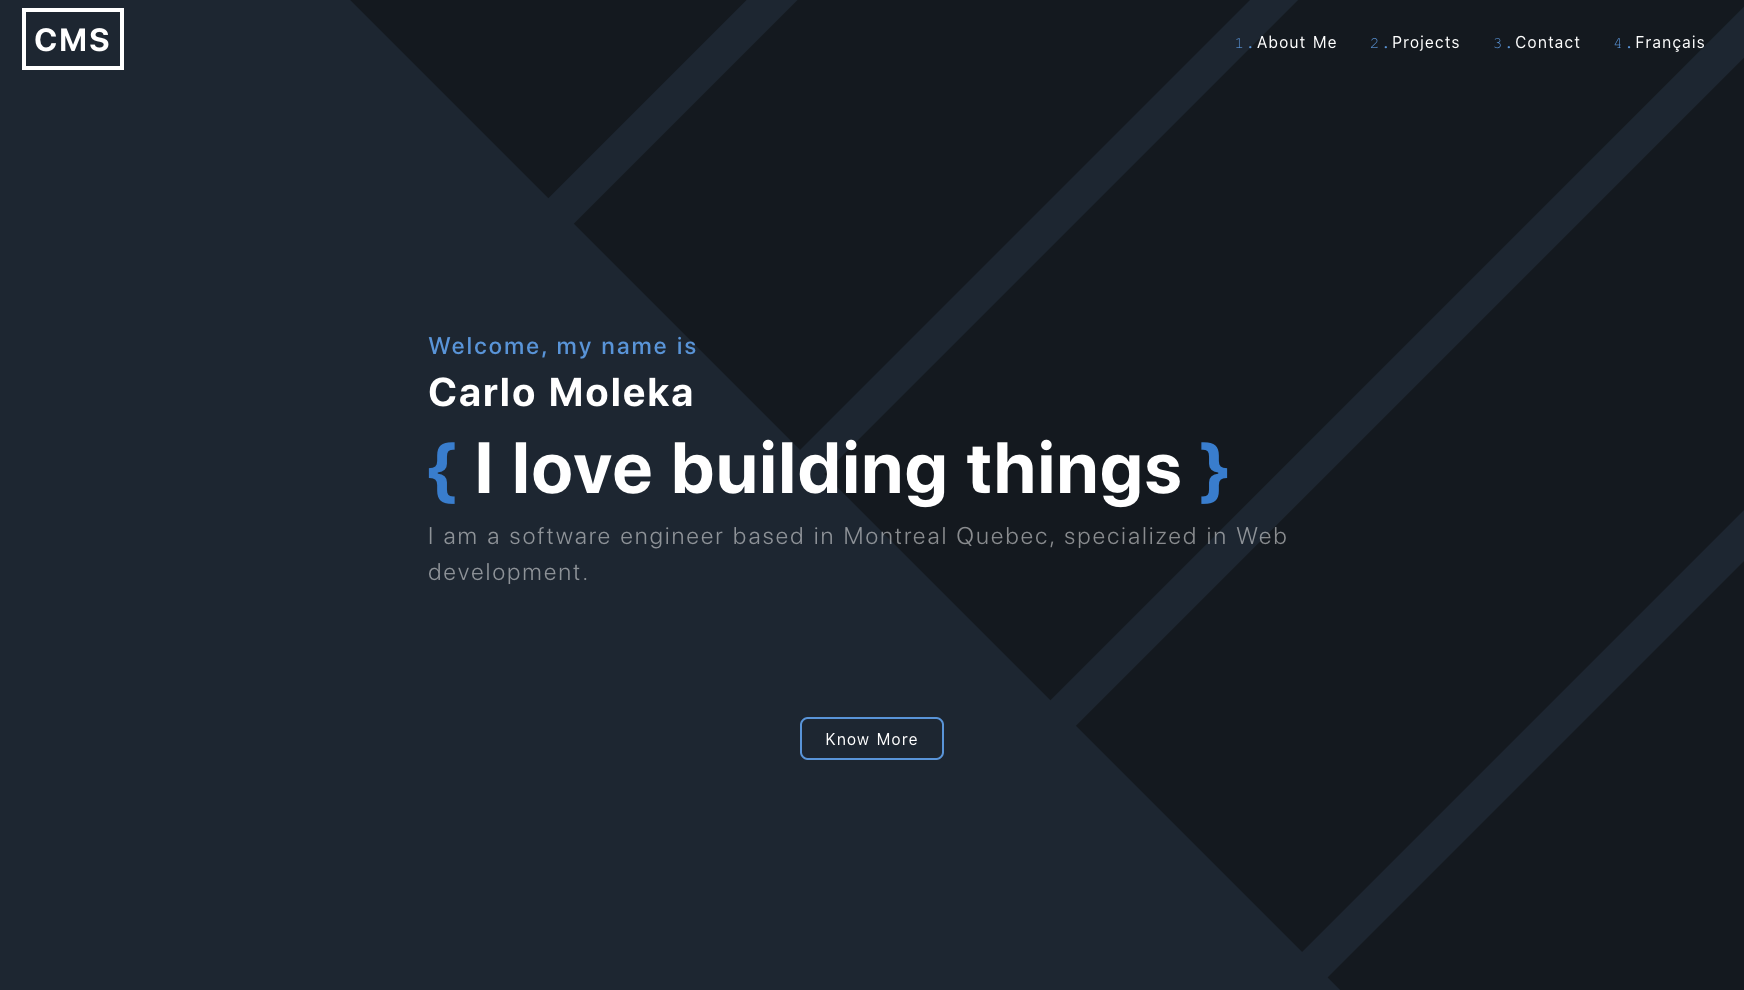 CMS
1.About Me 2.Projects 3.Contact 4.Français
Welcome, my name is
Carlo Moleka
{ I love building things }
I am a software engineer based in Montreal Quebec, specialized in Web
development.
Know More